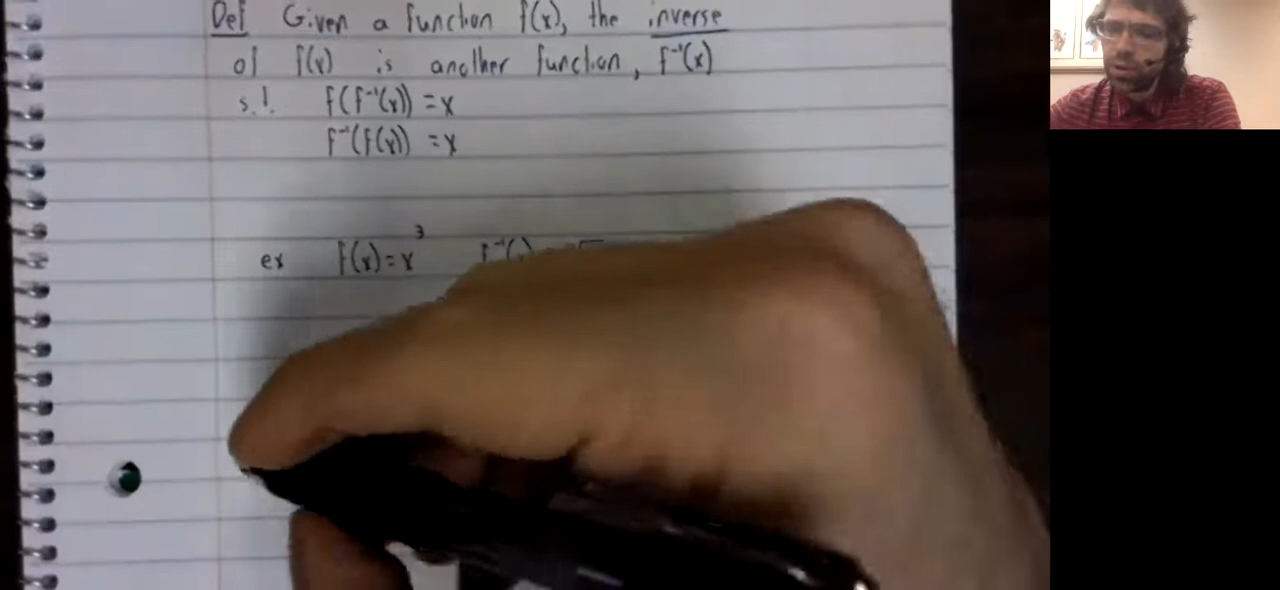 Def Given a function f(x), the inverse
of f(x) is another function, f⁻¹(x)
s.t. f(f⁻¹(x)) = x
f⁻¹(f(x)) = x
ex f(x) = x³